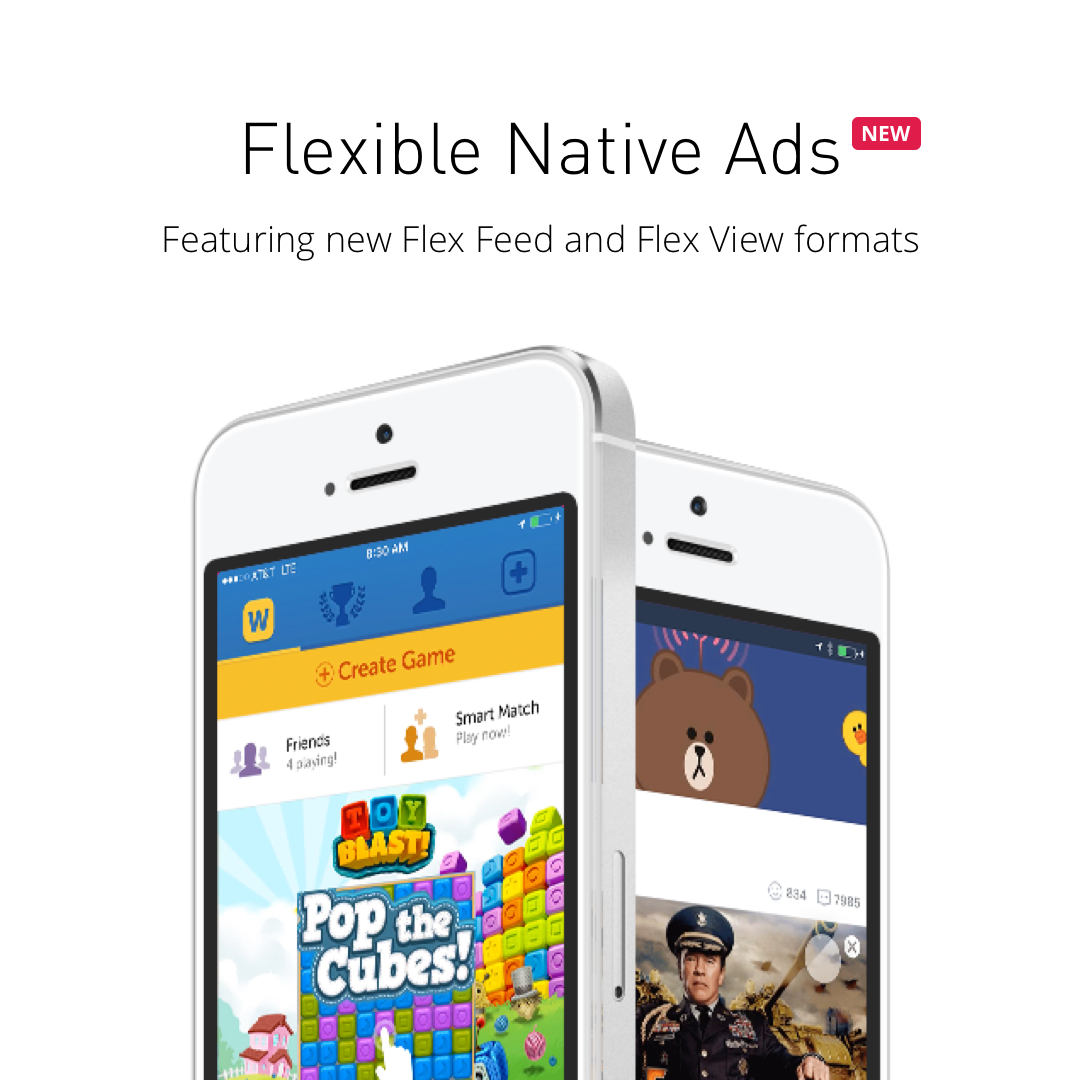 Flexible Native Ads NEW
Featuring new Flex Feed and Flex View formats
AT&T LTE
8:30 AM
W
Create Game
Friends
4 playing!
Smart Match
Play now!
TOY
BLAST!
Pop the
Cubes!
834 7985